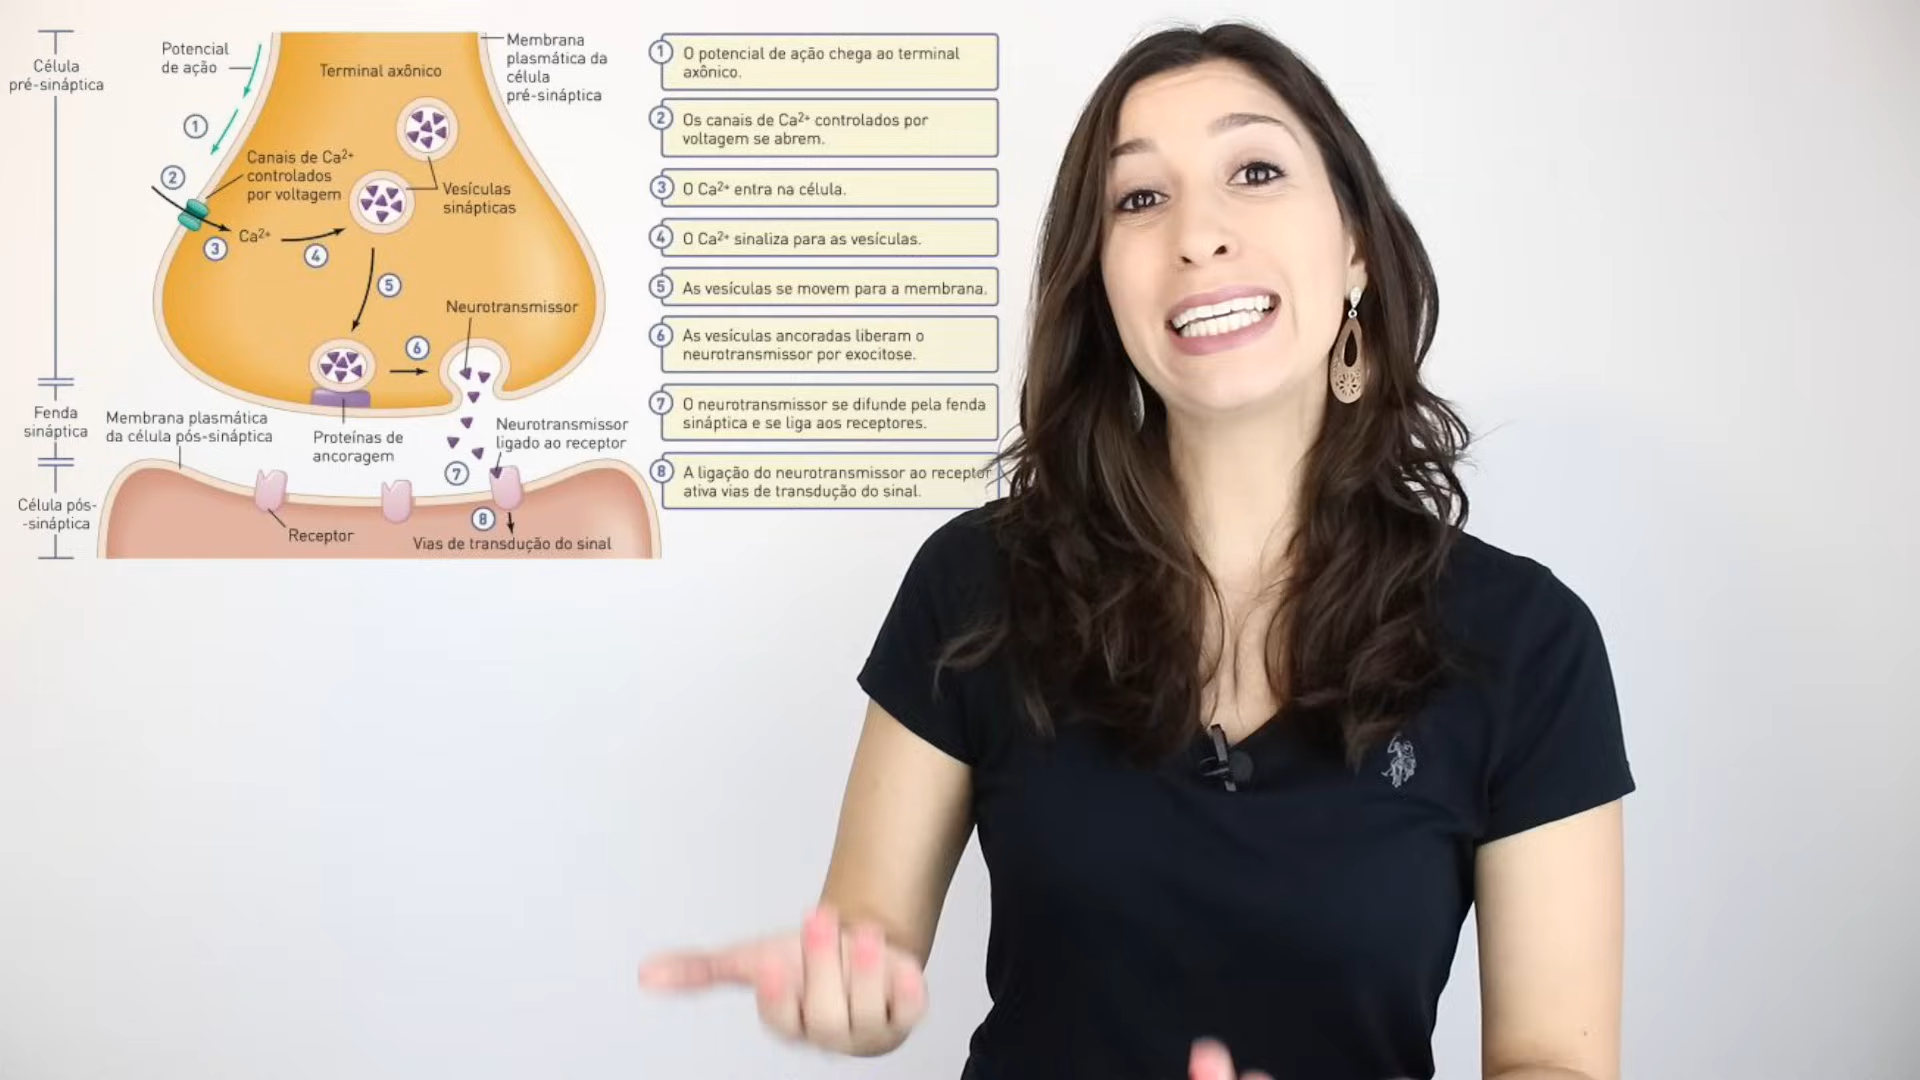 Célula
pré-sináptica
Fenda
sináptica
Célula pós-
-sináptica
Potencial
de ação
Terminal axônico
Membrana
plasmática da
célula
pré-sináptica
1
2
Canais de Ca²⁺
controlados
por voltagem
Vesículas
sinápticas
3
Ca²⁺
4
5
Neurotransmissor
6
Membrana plasmática
da célula pós-sináptica
Proteínas de
ancoragem
Neurotransmissor
ligado ao receptor
7
8
Receptor
Vias de transdução do sinal
1 O potencial de ação chega ao terminal
axônico.
2 Os canais de Ca²⁺ controlados por
voltagem se abrem.
3 O Ca²⁺ entra na célula.
4 O Ca²⁺ sinaliza para as vesículas.
5 As vesículas se movem para a membrana.
6 As vesículas ancoradas liberam o
neurotransmissor por exocitose.
7 O neurotransmissor se difunde pela fenda
sináptica e se liga aos receptores.
8 A ligação do neurotransmissor ao receptor
ativa vias de transdução do sinal.